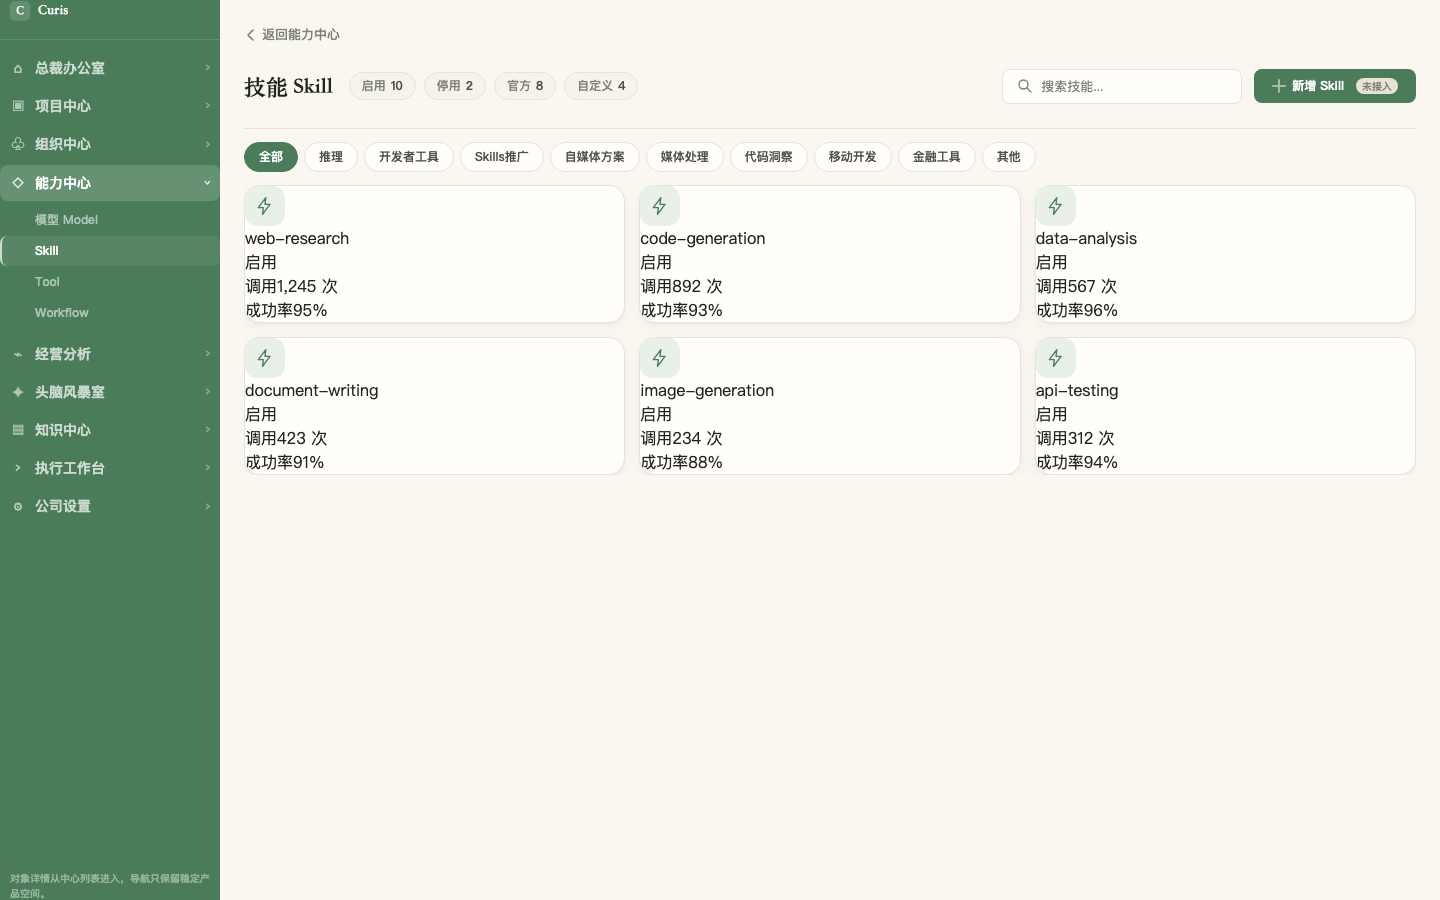 C Curis
总裁办公室
项目中心
组织中心
能力中心
模型 Model
Skill
Tool
Workflow
经营分析
头脑风暴室
知识中心
执行工作台
公司设置
对象详情从中心列表进入，导航只保留稳定产
品空间。
返回能力中心
技能 Skill
启用 10
停用 2
官方 8
自定义 4
搜索技能...
新增 Skill 未接入
全部
推理
开发者工具
Skills推广
自媒体方案
媒体处理
代码洞察
移动开发
金融工具
其他
web-research
启用
调用1,245 次
成功率95%
code-generation
启用
调用892 次
成功率93%
data-analysis
启用
调用567 次
成功率96%
document-writing
启用
调用423 次
成功率91%
image-generation
启用
调用234 次
成功率88%
api-testing
启用
调用312 次
成功率94%